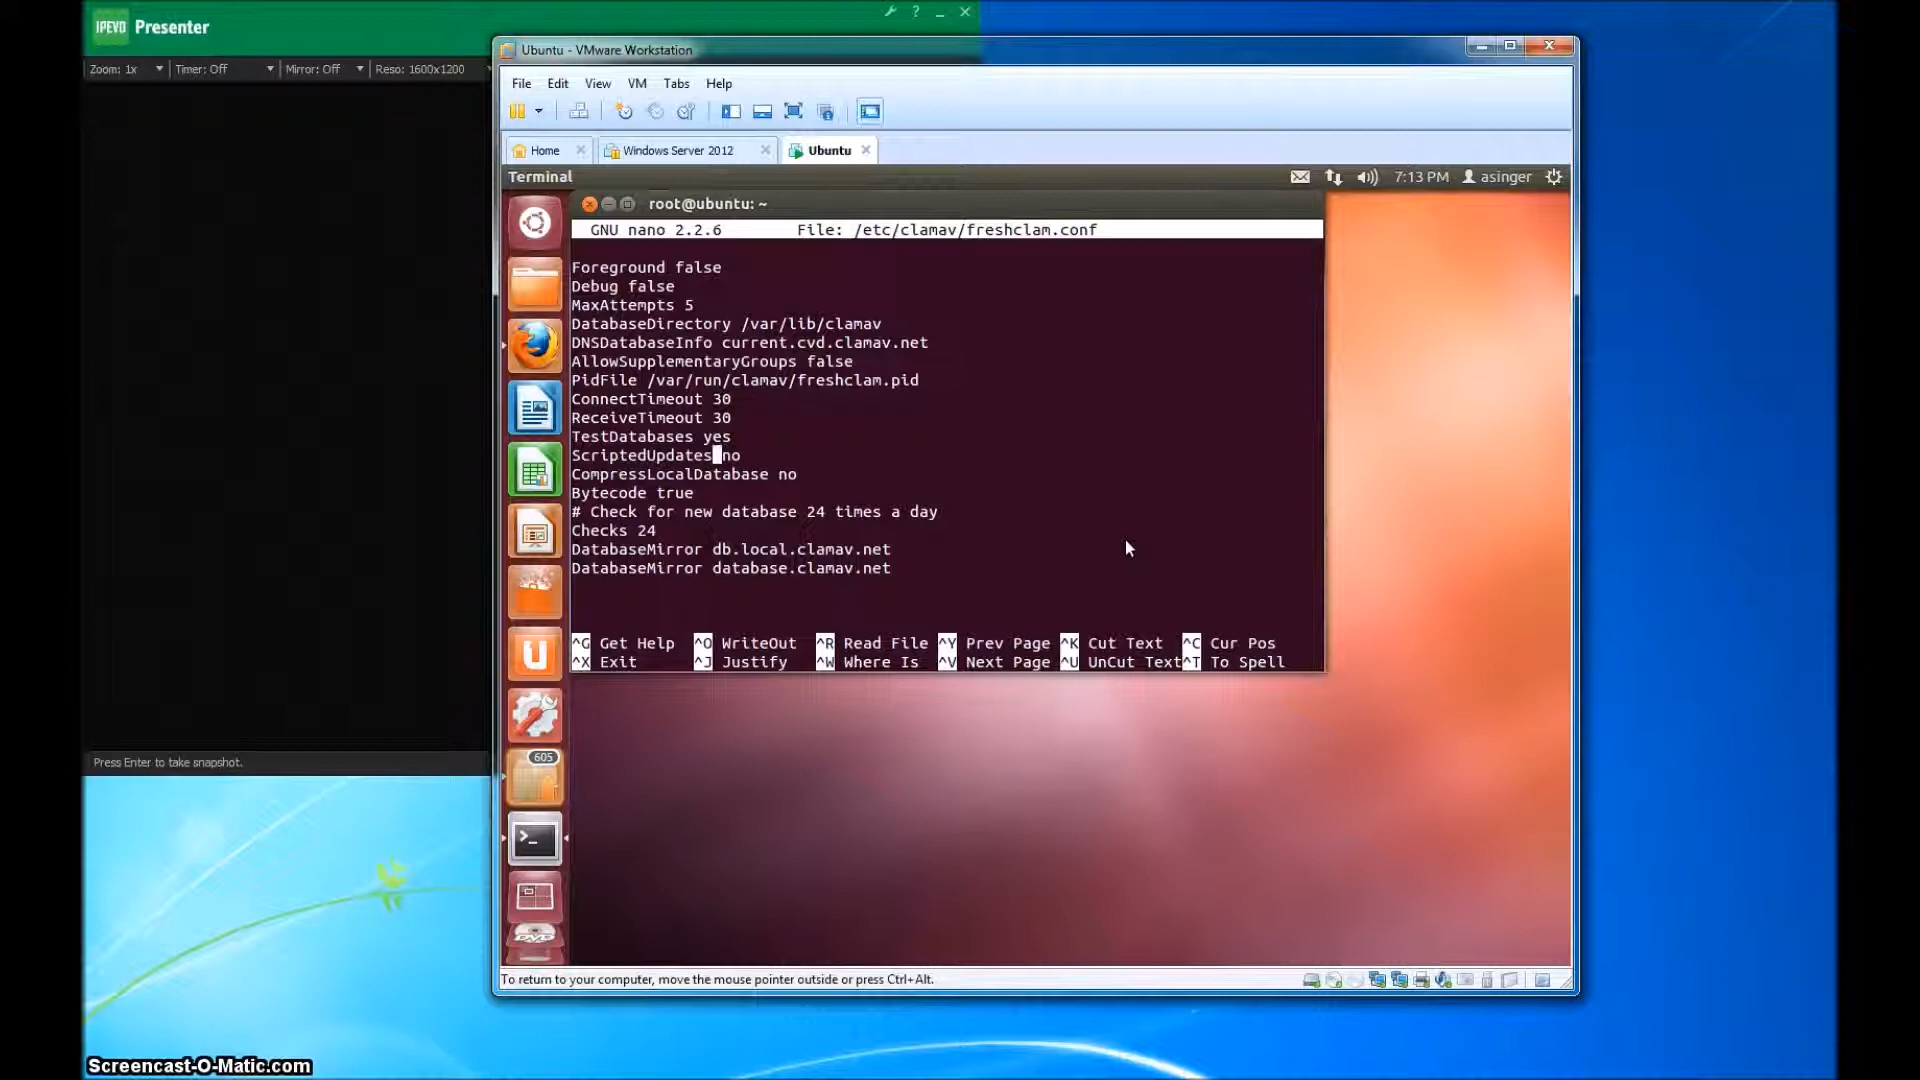 IPEVO Presenter
Zoom: 1x Timer: Off Mirror: Off Reso: 1600x1200
Press Enter to take snapshot.
Ubuntu - VMware Workstation
File Edit View VM Tabs Help
Home Windows Server 2012 Ubuntu
Terminal 7:13 PM asinger
root@ubuntu: ~
GNU nano 2.2.6 File: /etc/clamav/freshclam.conf
Foreground false
Debug false
MaxAttempts 5
DatabaseDirectory /var/lib/clamav
DNSDatabaseInfo current.cvd.clamav.net
AllowSupplementaryGroups false
PidFile /var/run/clamav/freshclam.pid
ConnectTimeout 30
ReceiveTimeout 30
TestDatabases yes
ScriptedUpdates no
CompressLocalDatabase no
Bytecode true
# Check for new database 24 times a day
Checks 24
DatabaseMirror db.local.clamav.net
DatabaseMirror database.clamav.net
^G Get Help ^O WriteOut ^R Read File ^Y Prev Page ^K Cut Text ^C Cur Pos
^X Exit ^J Justify ^W Where Is ^V Next Page ^U UnCut Text ^T To Spell
605
DVD
To return to your computer, move the mouse pointer outside or press Ctrl+Alt.
Screencast-O-Matic.com